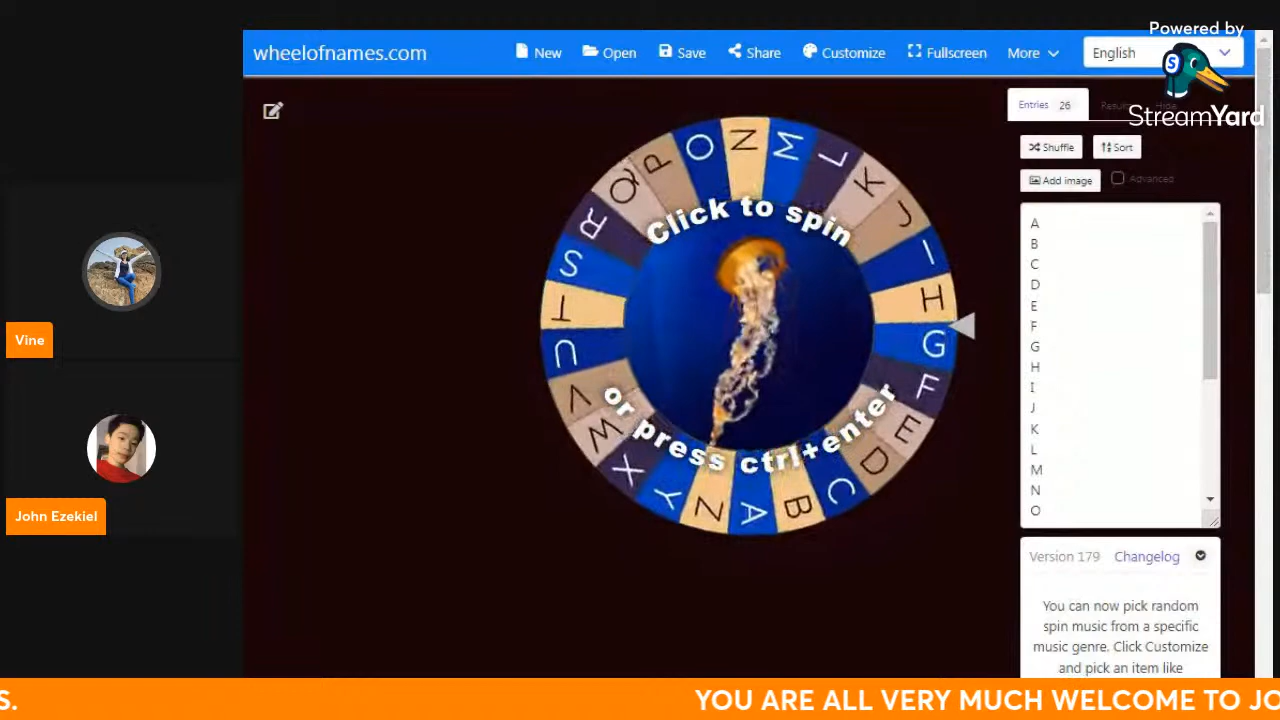 Powered by
StreamYard
wheelofnames.com
New
Open
Save
Share
Customize
Fullscreen
More
English
Entries 26
Results
Hide
Shuffle
Sort
Add image
Advanced
A
B
C
D
E
F
G
H
I
J
K
L
M
N
O
Click to spin
or press ctrl+enter
A
B
C
D
E
F
G
H
I
J
K
L
M
N
O
P
Q
R
S
T
U
V
W
X
Y
Z
Vine
John Ezekiel
Version 179
Changelog
You can now pick random
spin music from a specific
music genre. Click Customize
and pick an item like
S.
YOU ARE ALL VERY MUCH WELCOME TO JO